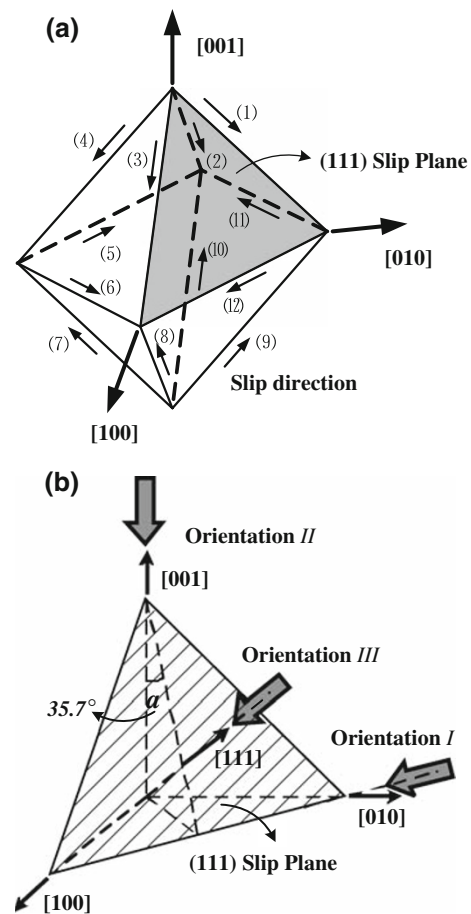 (a)
[001]
(1)
(4)
(3)
(2)
(111) Slip Plane
(11)
(5)
(10)
[010]
(6)
(12)
(7)
(8)
(9)
Slip direction
[100]
(b)
Orientation II
[001]
Orientation III
35.7°
a
[111]
Orientation I
[010]
(111) Slip Plane
[100]